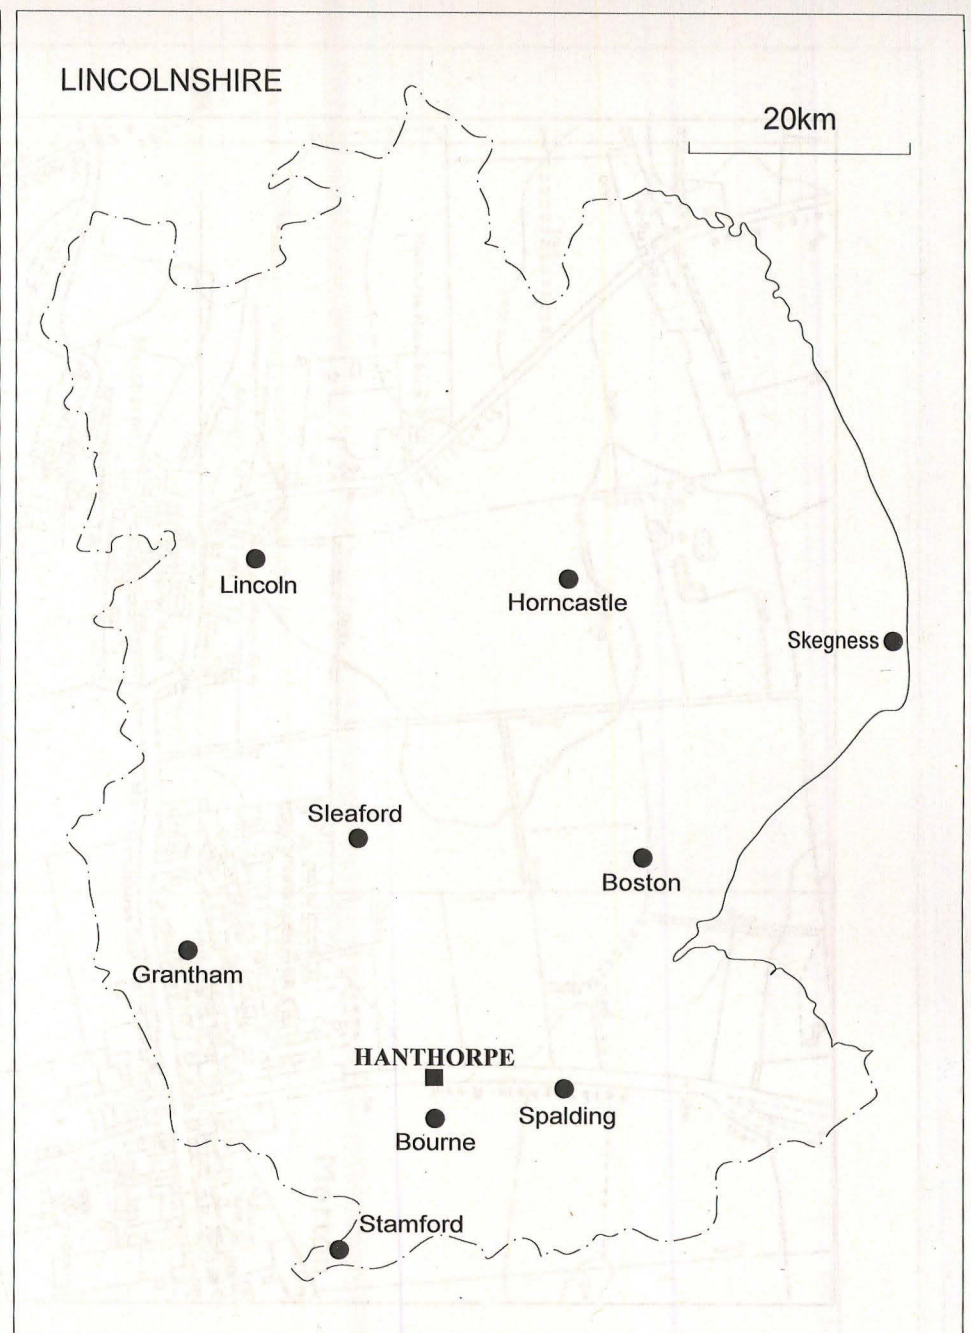 LINCOLNSHIRE
20km
Lincoln
Horncastle
Skegness
Sleaford
Boston
Grantham
HANTHORPE
Spalding
Bourne
Stamford